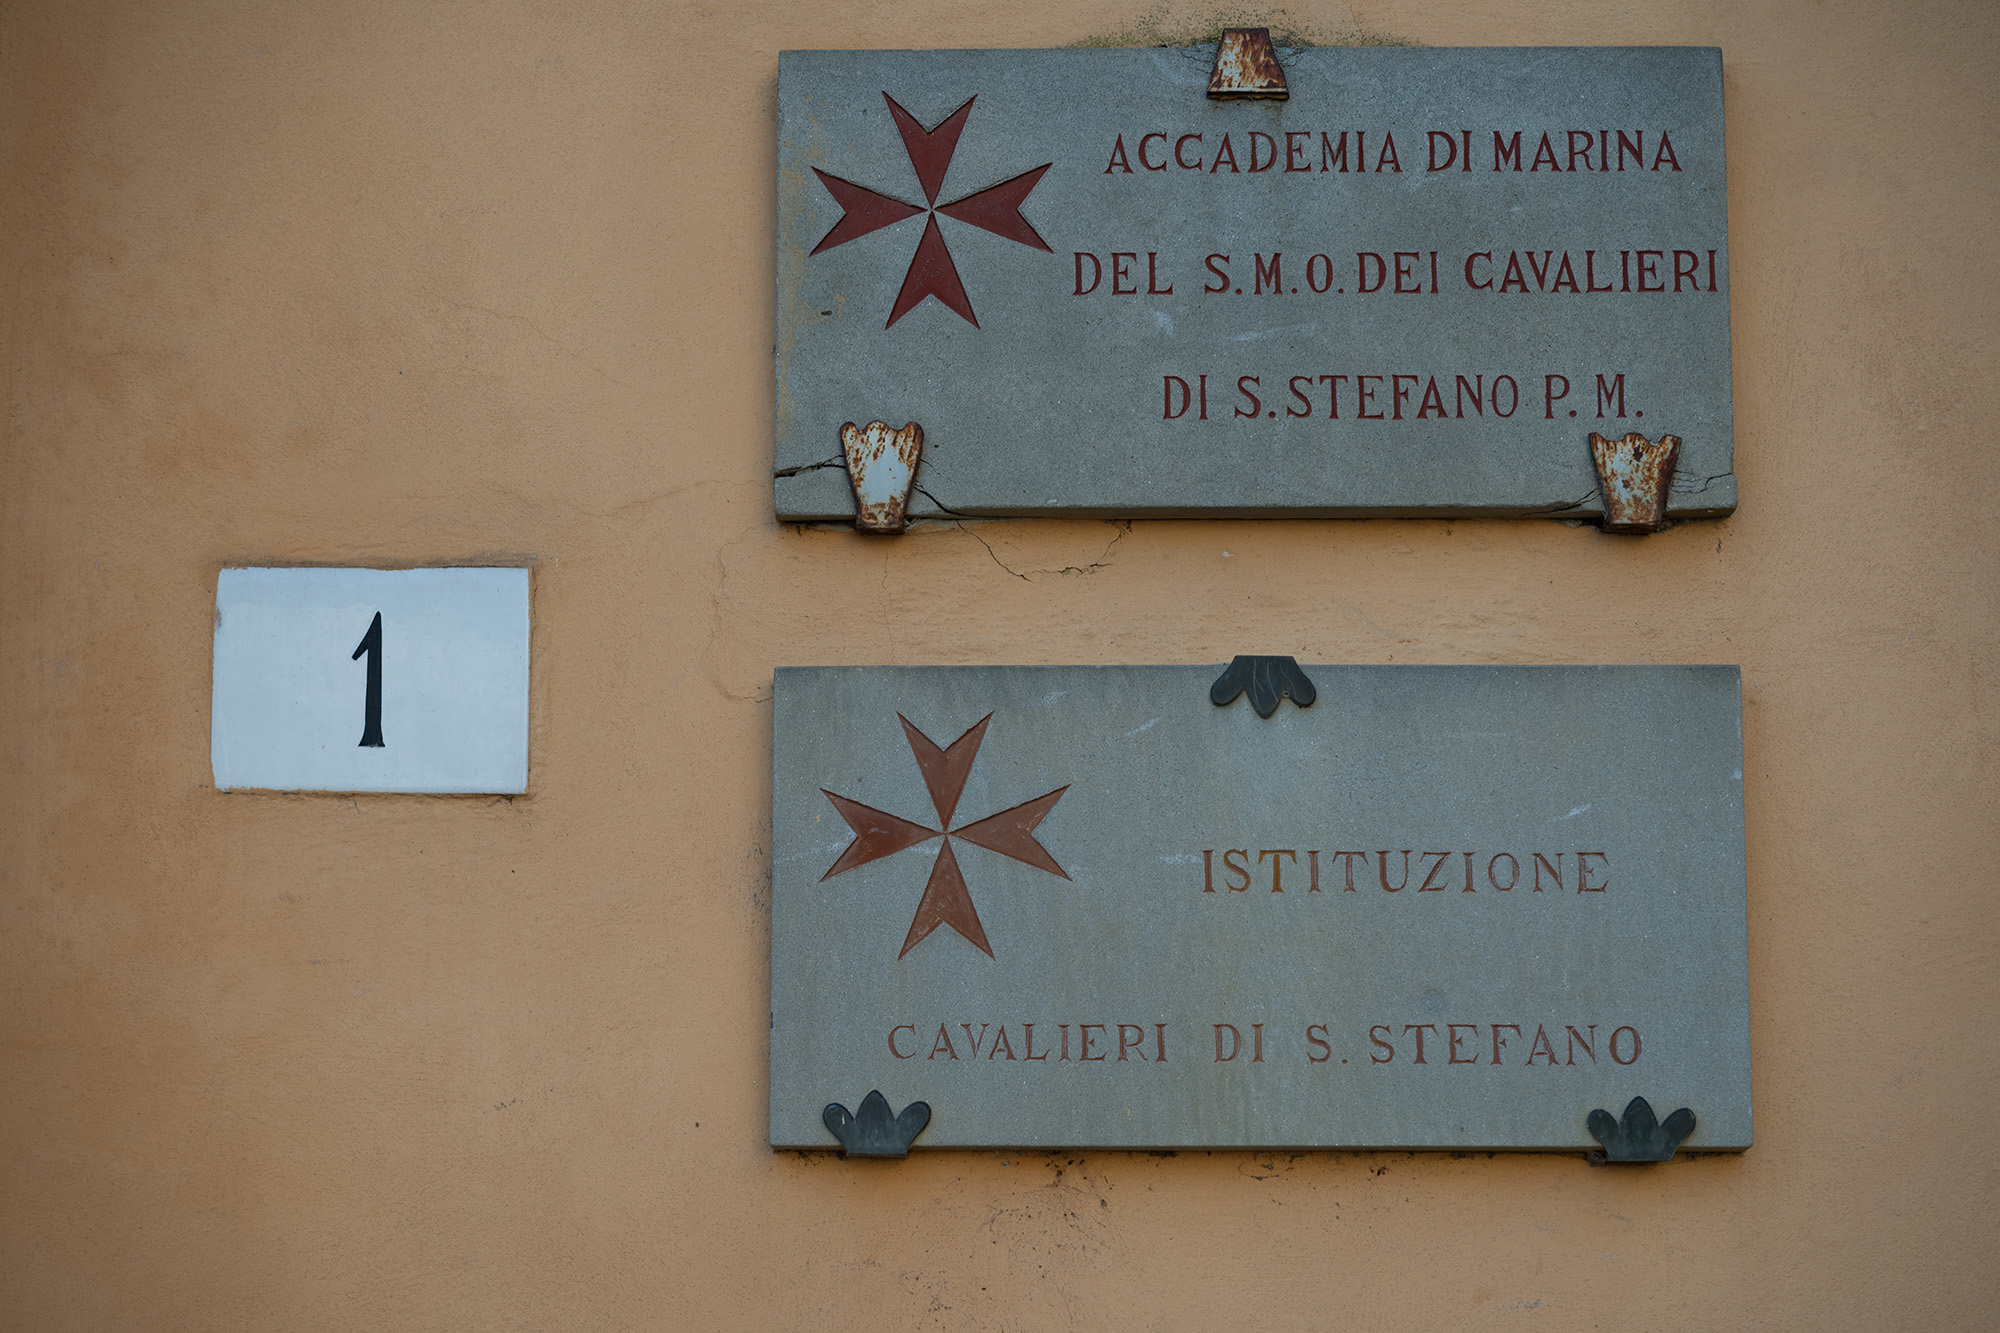 ACCADEMIA DI MARINA
DEL S.M.O. DEI CAVALIERI
DI S. STEFANO P. M.
1
ISTITUZIONE
CAVALIERI DI S. STEFANO